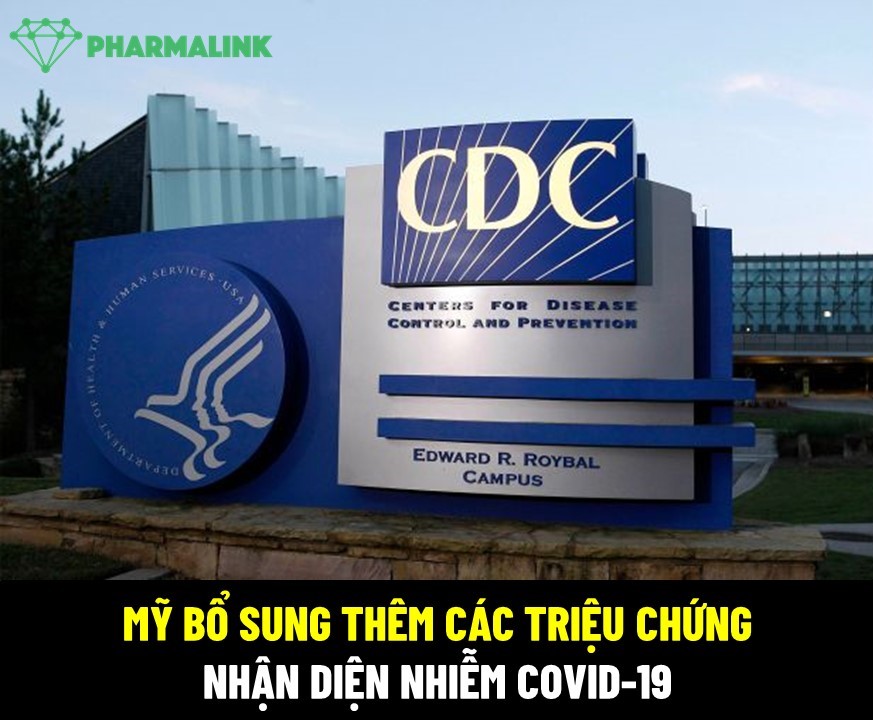 PHARMALINK
CDC
CENTERS FOR DISEASE
CONTROL AND PREVENTION
DEPARTMENT OF HEALTH & HUMAN SERVICES · USA
EDWARD R. ROYBAL
CAMPUS
MỸ BỔ SUNG THÊM CÁC TRIỆU CHỨNG
NHẬN DIỆN NHIỄM COVID-19